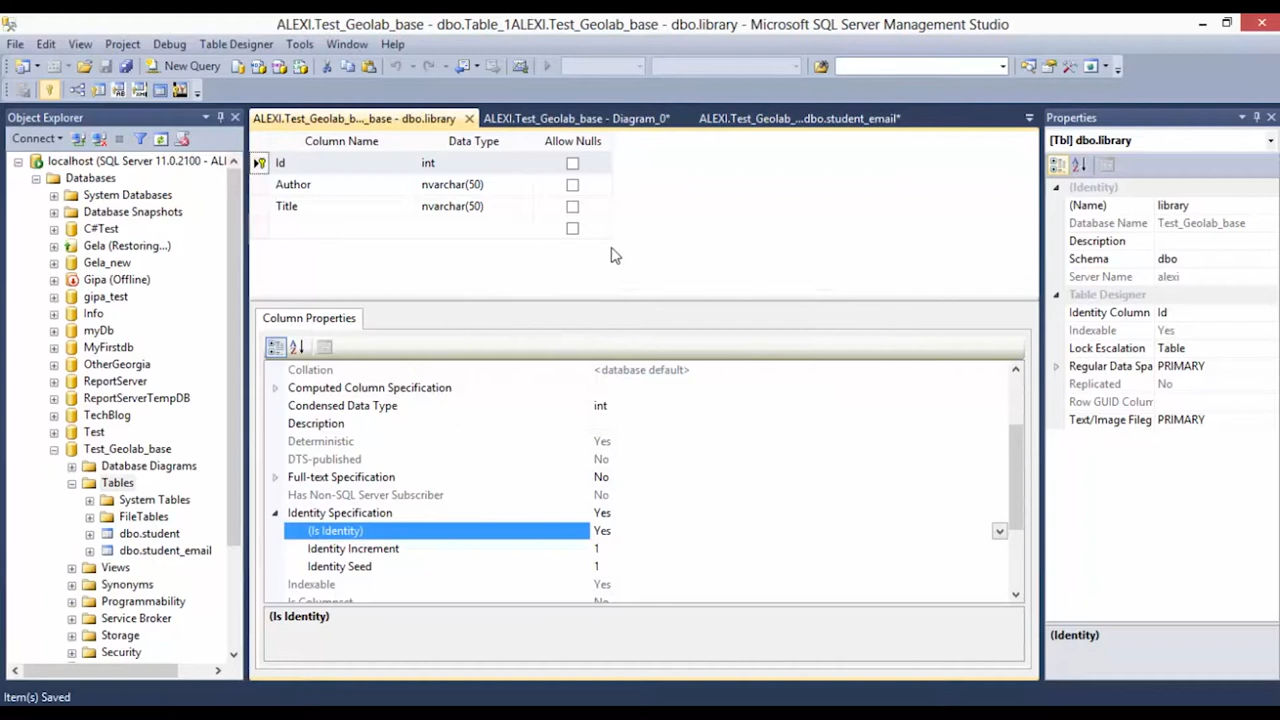 ALEXI.Test_Geolab_base - dbo.Table_1ALEXI.Test_Geolab_base - dbo.library - Microsoft SQL Server Management Studio
File Edit View Project Debug Table Designer Tools Window Help
New Query
Object Explorer
Connect
localhost (SQL Server 11.0.2100 - ALI
Databases
System Databases
Database Snapshots
C#Test
Gela (Restoring...)
Gela_new
Gipa (Offline)
gipa_test
Info
myDb
MyFirstdb
OtherGeorgia
ReportServer
ReportServerTempDB
TechBlog
Test
Test_Geolab_base
Database Diagrams
Tables
System Tables
FileTables
dbo.student
dbo.student_email
Views
Synonyms
Programmability
Service Broker
Storage
Security
ALEXI.Test_Geolab_b..._base - dbo.library ALEXI.Test_Geolab_base - Diagram_0* ALEXI.Test_Geolab_...dbo.student_email*
Column Name Data Type Allow Nulls
Id int
Author nvarchar(50)
Title nvarchar(50)
Column Properties
Collation <database default>
Computed Column Specification
Condensed Data Type int
Description
Deterministic Yes
DTS-published No
Full-text Specification No
Has Non-SQL Server Subscriber No
Identity Specification Yes
(Is Identity) Yes
Identity Increment 1
Identity Seed 1
Indexable Yes
Is Columnset No
(Is Identity)
Properties
[Tbl] dbo.library
(Identity)
(Name) library
Database Name Test_Geolab_base
Description
Schema dbo
Server Name alexi
Table Designer
Identity Column Id
Indexable Yes
Lock Escalation Table
Regular Data Spa PRIMARY
Replicated No
Row GUID Colum
Text/Image Fileg PRIMARY
(Identity)
Item(s) Saved